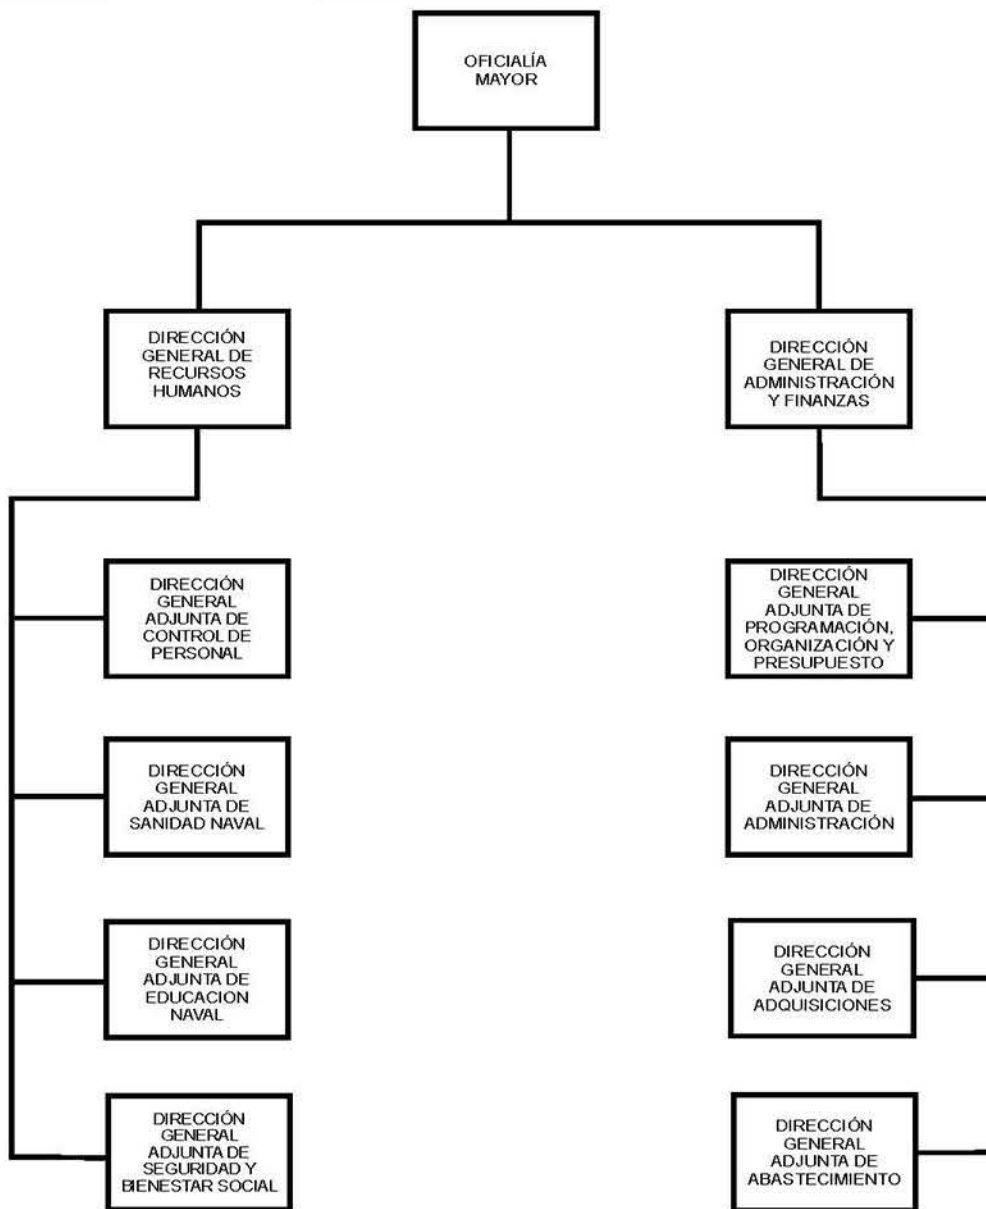 OFICIALÍA
MAYOR
DIRECCIÓN
GENERAL DE
RECURSOS
HUMANOS
DIRECCIÓN
GENERAL DE
ADMINISTRACIÓN
Y FINANZAS
DIRECCIÓN
GENERAL
ADJUNTA DE
CONTROL DE
PERSONAL
DIRECCIÓN
GENERAL
ADJUNTA DE
PROGRAMACIÓN,
ORGANIZACIÓN Y
PRESUPUESTO
DIRECCIÓN
GENERAL
ADJUNTA DE
SANIDAD NAVAL
DIRECCIÓN
GENERAL
ADJUNTA DE
ADMINISTRACIÓN
DIRECCIÓN
GENERAL
ADJUNTA DE
EDUCACION
NAVAL
DIRECCIÓN
GENERAL
ADJUNTA DE
ADQUISICIONES
DIRECCIÓN
GENERAL
ADJUNTA DE
SEGURIDAD Y
BIENESTAR SOCIAL
DIRECCIÓN
GENERAL
ADJUNTA DE
ABASTECIMIENTO